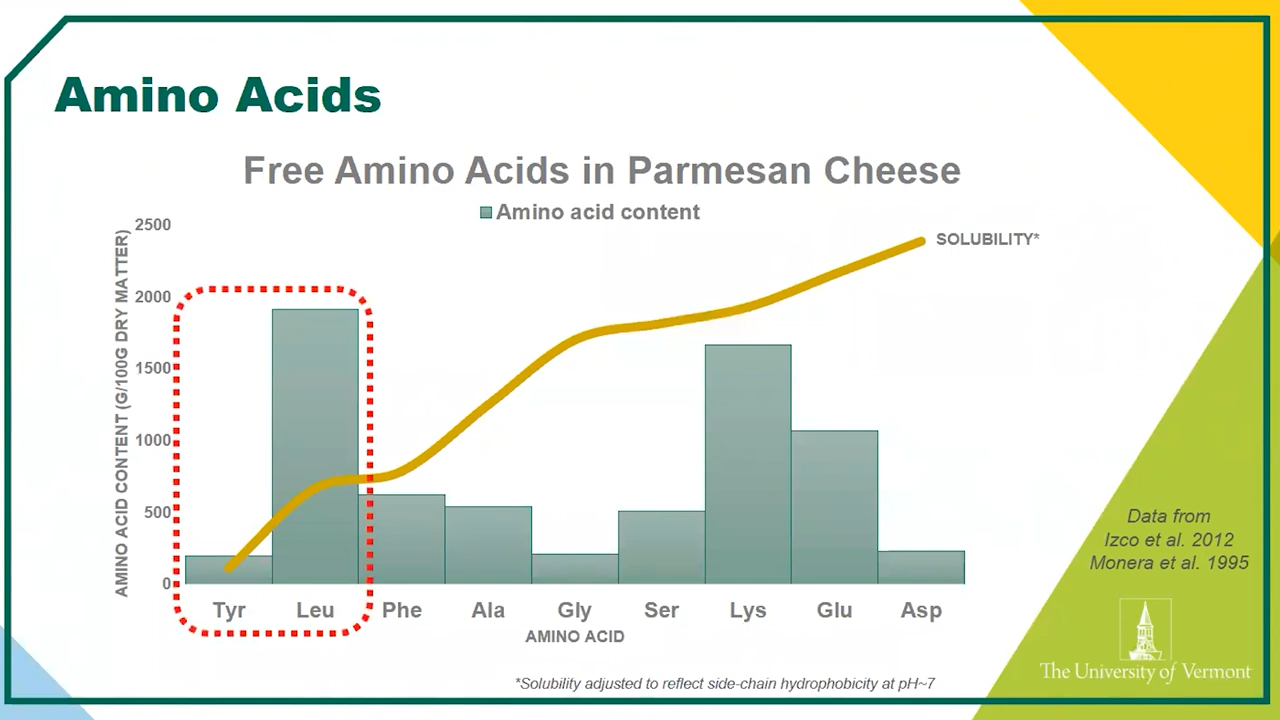 Amino Acids
Free Amino Acids in Parmesan Cheese
Amino acid content
AMINO ACID CONTENT (G/100G DRY MATTER)
2500
2000
1500
1000
500
0
SOLUBILITY*
Tyr Leu Phe Ala Gly Ser Lys Glu Asp
AMINO ACID
*Solubility adjusted to reflect side-chain hydrophobicity at pH~7
Data from
Izco et al. 2012
Monera et al. 1995
The University of Vermont